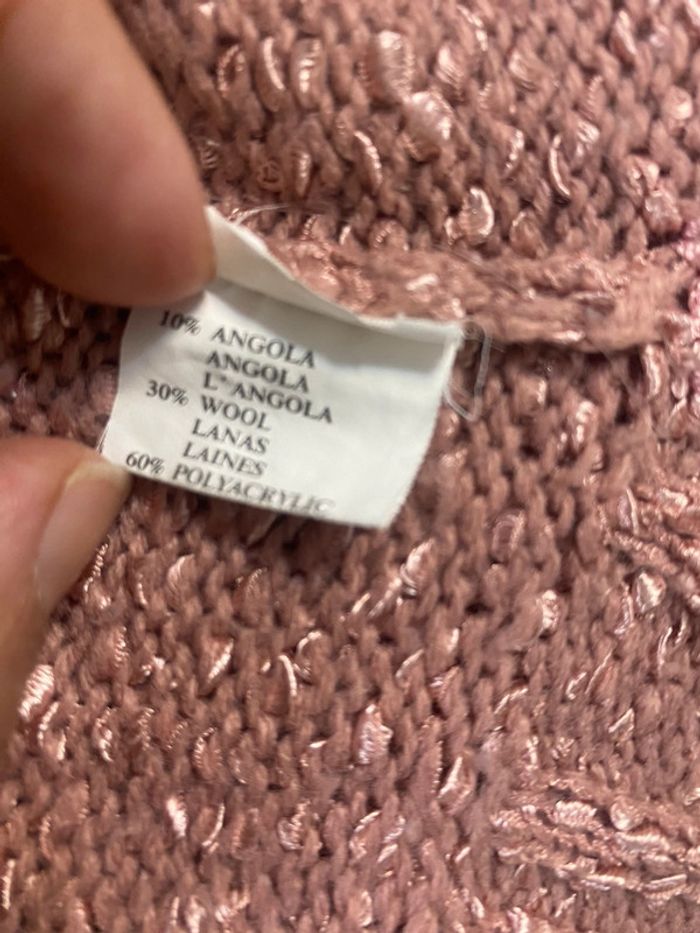 10% ANGOLA
ANGOLA
L'ANGOLA
30% WOOL
LANAS
LAINES
60% POLYACRYLIC